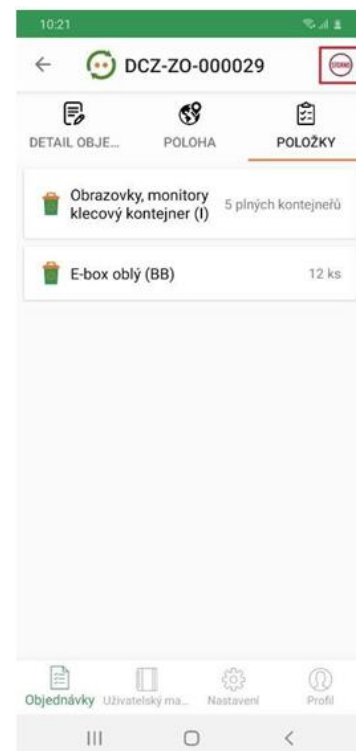 10:21
DCZ-ZO-000029
STORNO
DETAIL OBJE...
POLOHA
POLOŽKY
Obrazovky, monitory
klecový kontejner (I)
5 plných kontejneřů
E-box oblý (BB)
12 ks
Objednávky
Uživatelský ma...
Nastavení
Profil